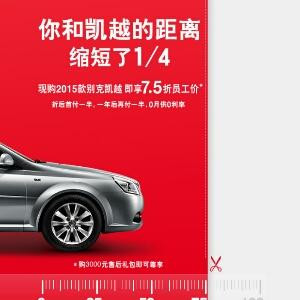 你和凯越的距离
缩短了1/4
现购2015款别克凯越 即享7.5折员工价*
折后首付一半，一年后再付一半，0月供0利率
*购3000元售后礼包即可尊享